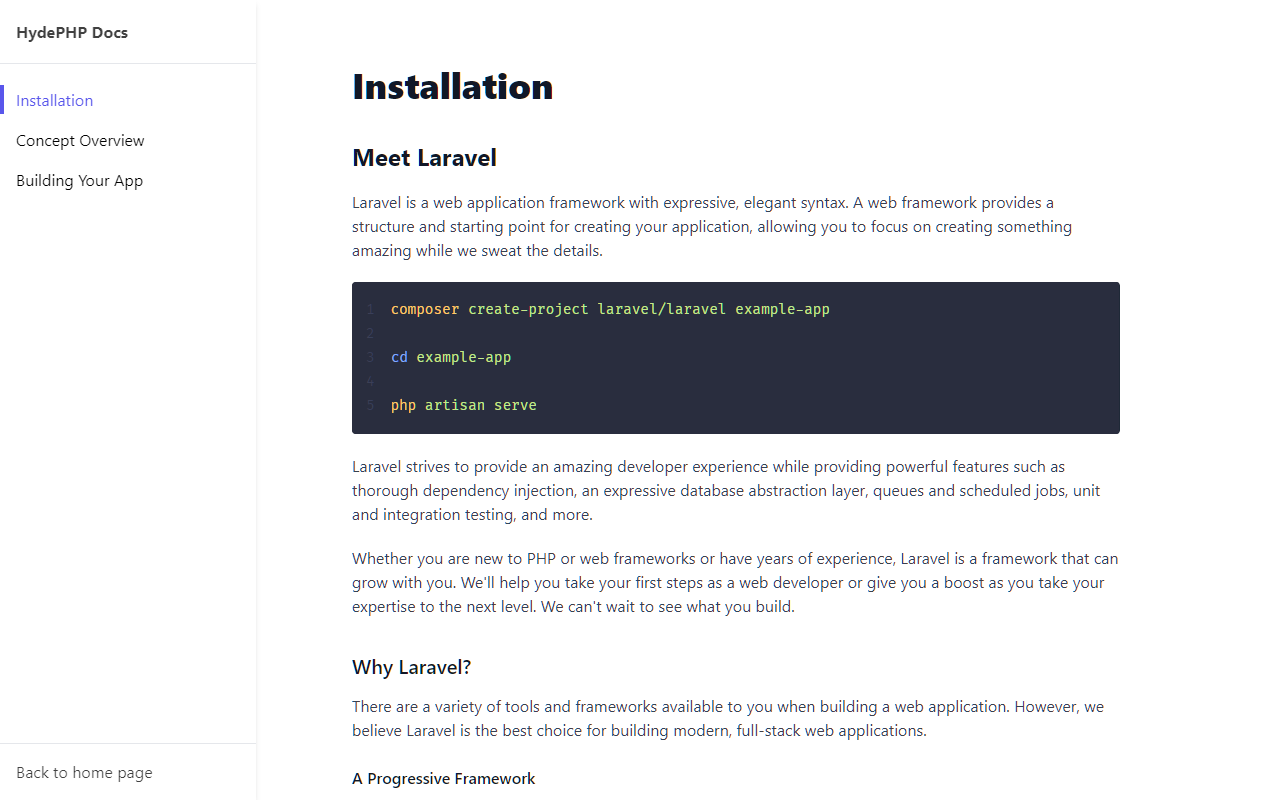 HydePHP Docs
Installation
Concept Overview
Building Your App
Back to home page
Installation
Meet Laravel
Laravel is a web application framework with expressive, elegant syntax. A web framework provides a
structure and starting point for creating your application, allowing you to focus on creating something
amazing while we sweat the details.
1 composer create-project laravel/laravel example-app
2
3 cd example-app
4
5 php artisan serve
Laravel strives to provide an amazing developer experience while providing powerful features such as
thorough dependency injection, an expressive database abstraction layer, queues and scheduled jobs, unit
and integration testing, and more.
Whether you are new to PHP or web frameworks or have years of experience, Laravel is a framework that can
grow with you. We'll help you take your first steps as a web developer or give you a boost as you take your
expertise to the next level. We can't wait to see what you build.
Why Laravel?
There are a variety of tools and frameworks available to you when building a web application. However, we
believe Laravel is the best choice for building modern, full-stack web applications.
A Progressive Framework